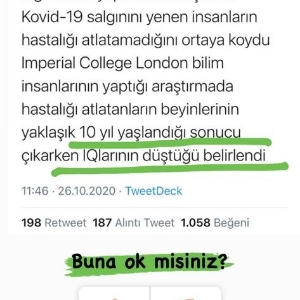 Kovid-19 salgınını yenen insanların
hastalığı atlatamadığını ortaya koydu
Imperial College London bilim
insanlarının yaptığı araştırmada
hastalığı atlatanların beyinlerinin
yaklaşık 10 yıl yaşlandığı sonucu
çıkarken IQlarının düştüğü belirlendi
11:46 · 26.10.2020 · TweetDeck
198 Retweet 187 Alıntı Tweet 1.058 Beğeni
Buna ok misiniz?